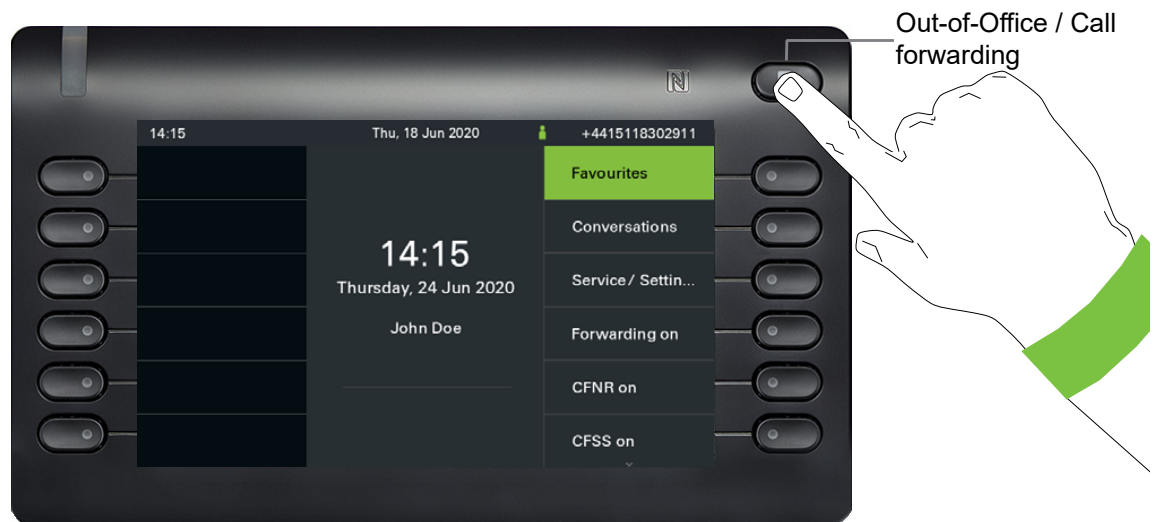 Out-of-Office / Call
forwarding
14:15
Thu, 18 Jun 2020
+4415118302911
Favourites
Conversations
14:15
Service/ Settin...
Thursday, 24 Jun 2020
John Doe
Forwarding on
CFNR on
CFSS on